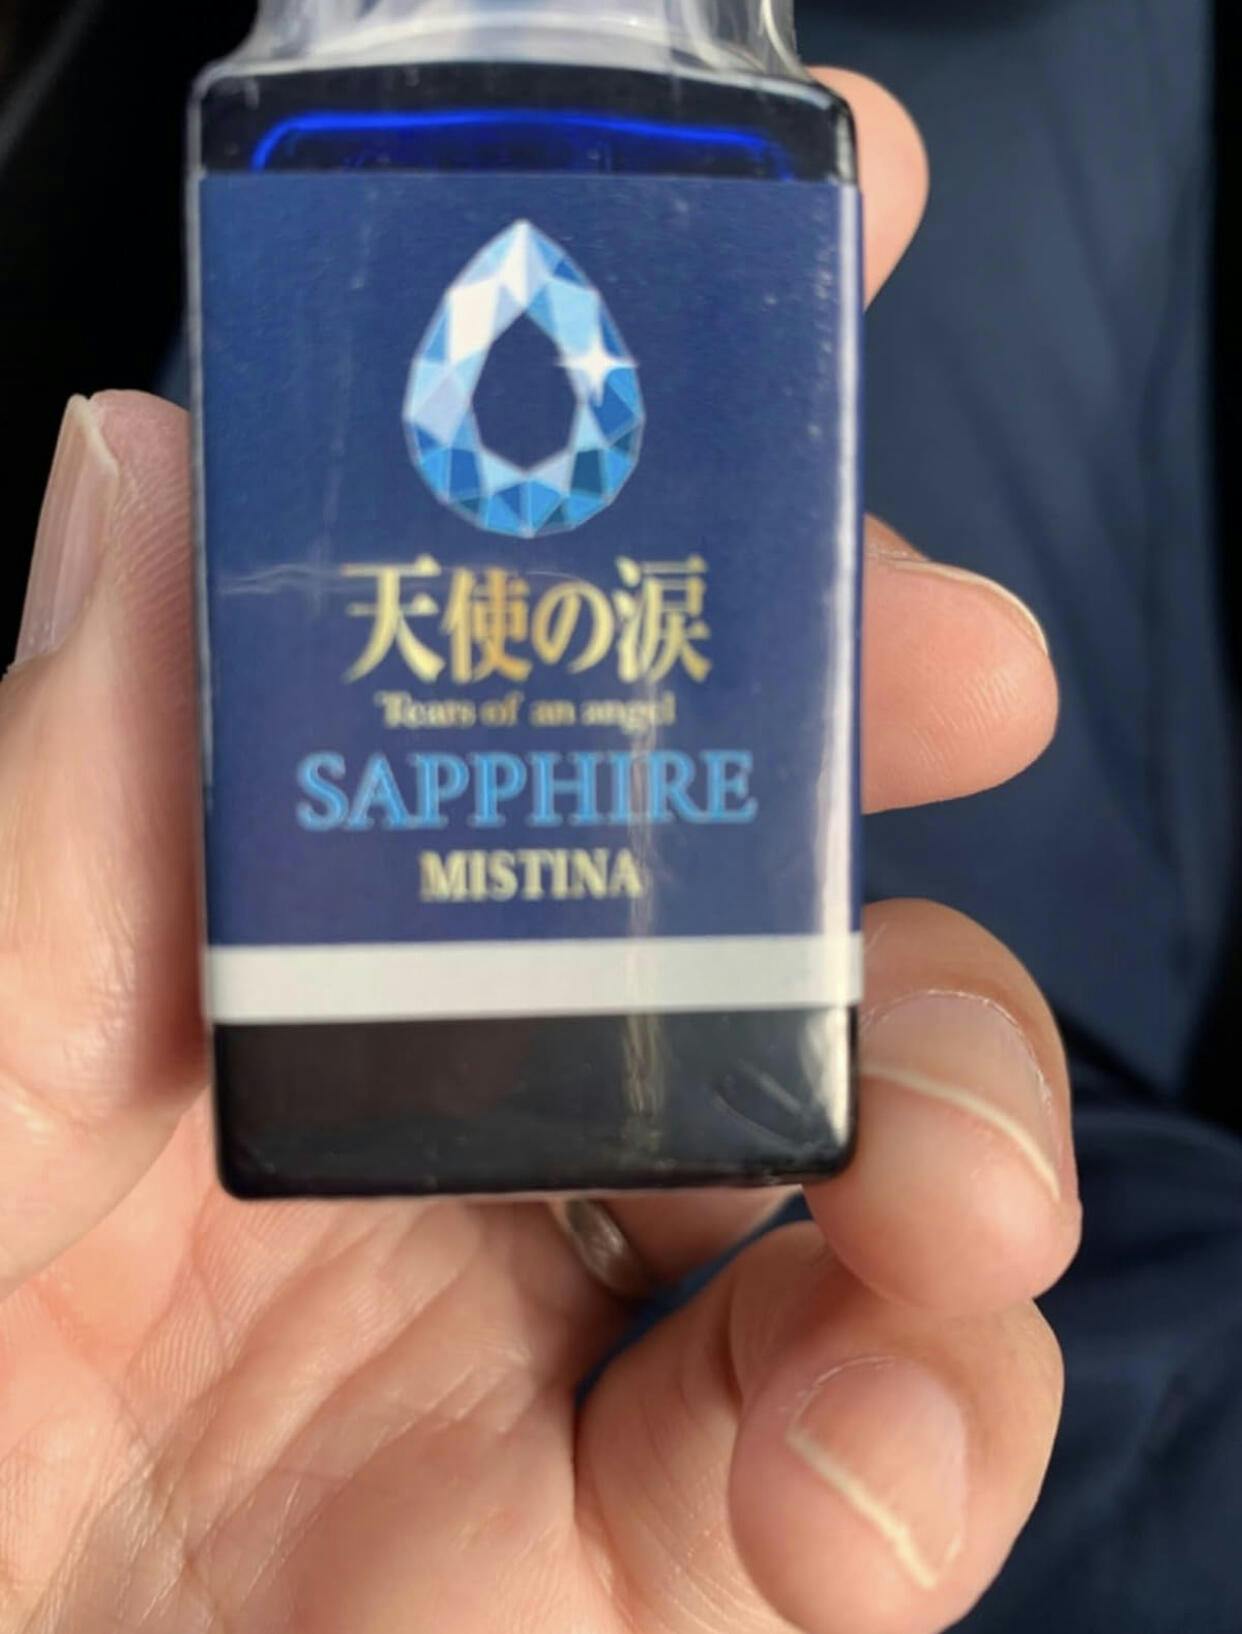 天使の涙
Tears of an angel
SAPPHIRE
MISTINA